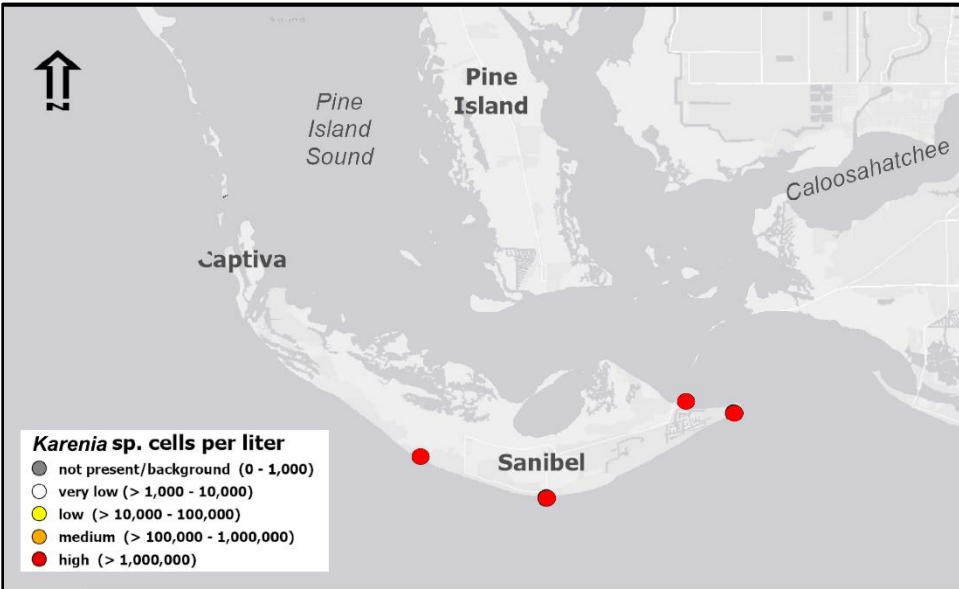 Sound
N
Pine
Island
Sound
Pine
Island
Caloosahatchee
Captiva
Sanibel
Karenia sp. cells per liter
not present/background (0 - 1,000)
very low (> 1,000 - 10,000)
low (> 10,000 - 100,000)
medium (> 100,000 - 1,000,000)
high (> 1,000,000)